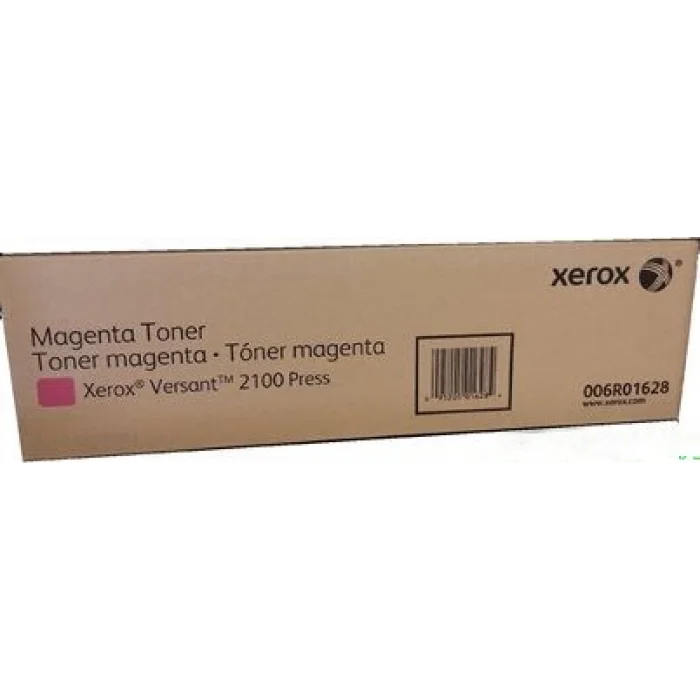 xerox®
Magenta Toner
Toner magenta • Tóner magenta
Xerox® Versant™ 2100 Press
006R01628
www.xerox.com